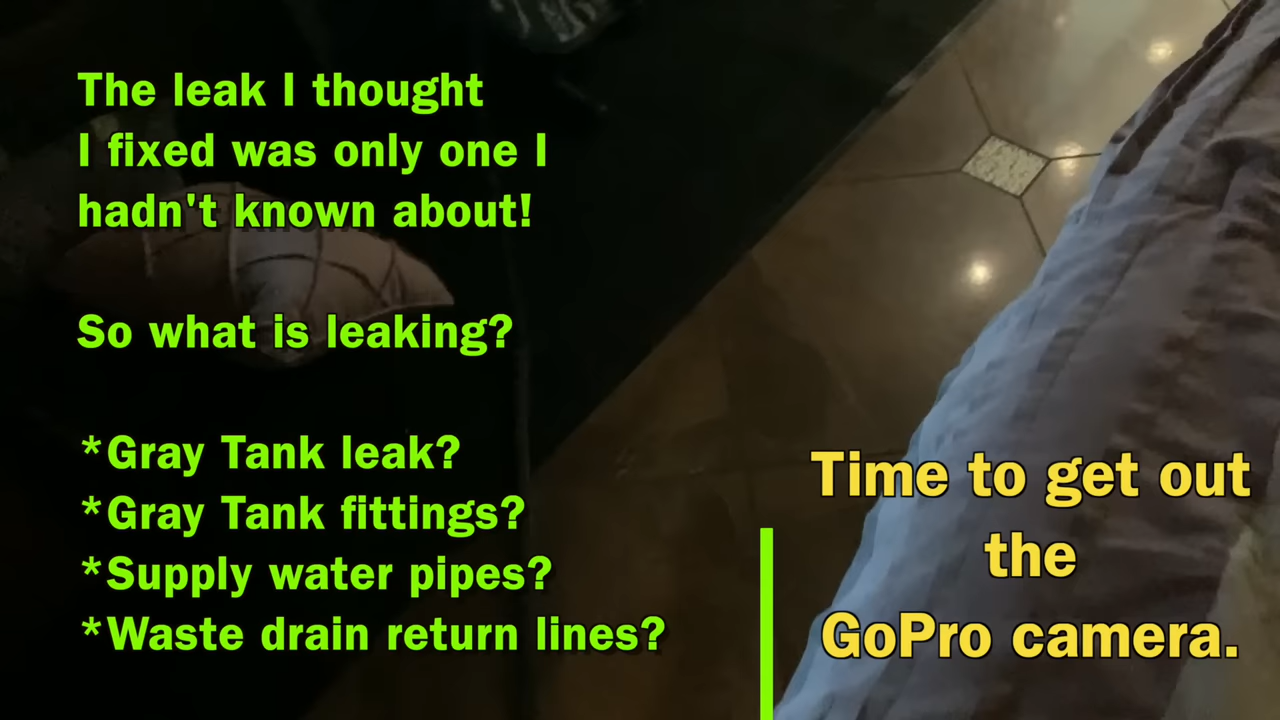 The leak I thought
I fixed was only one I
hadn't known about!
So what is leaking?
*Gray Tank leak?
*Gray Tank fittings?
*Supply water pipes?
*Waste drain return lines?
Time to get out
the
GoPro camera.